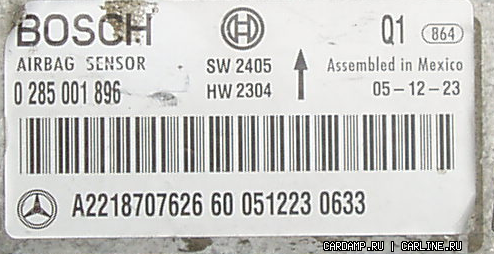 BOSCH Q1 864
AIRBAG SENSOR SW 2405 Assembled in Mexico
0 285 001 896 HW 2304 05-12-23
A2218707626 60 051223 0633
CARDAMP.RU | CARLINE.RU